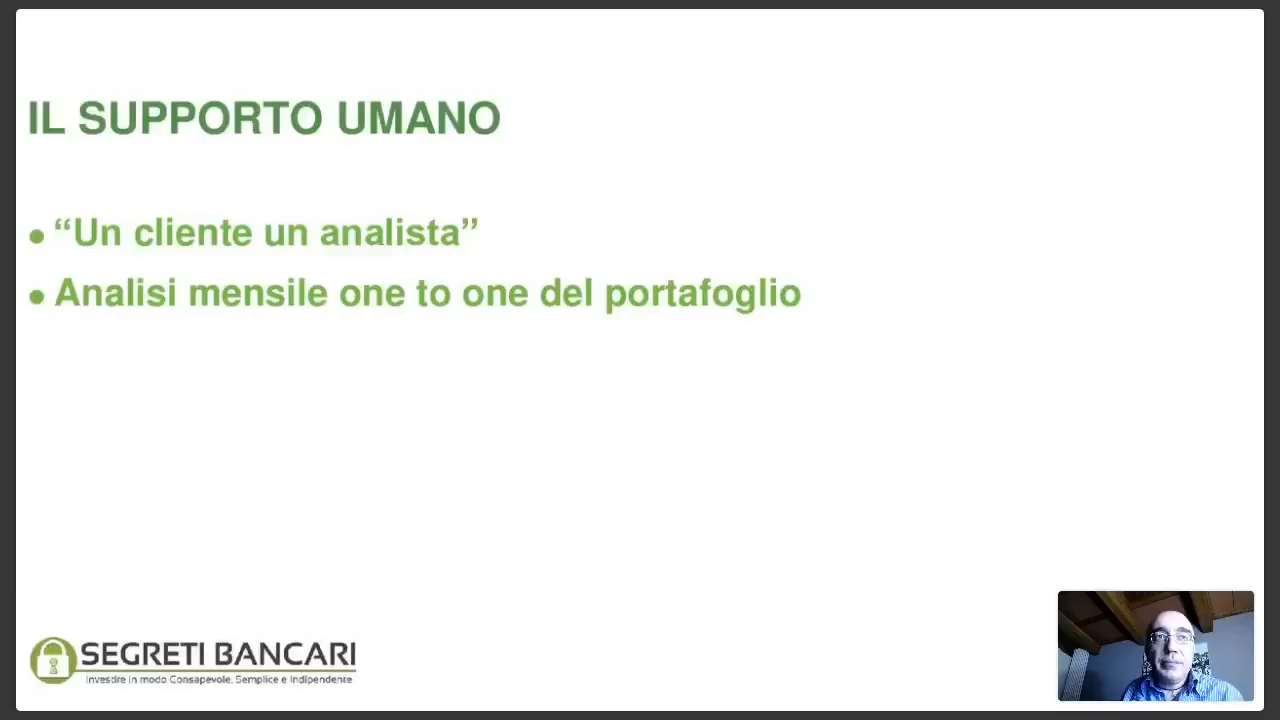 IL SUPPORTO UMANO
● “Un cliente un analista”
● Analisi mensile one to one del portafoglio
SEGRETI BANCARI
Investire in modo Consapevole, Semplice e Indipendente